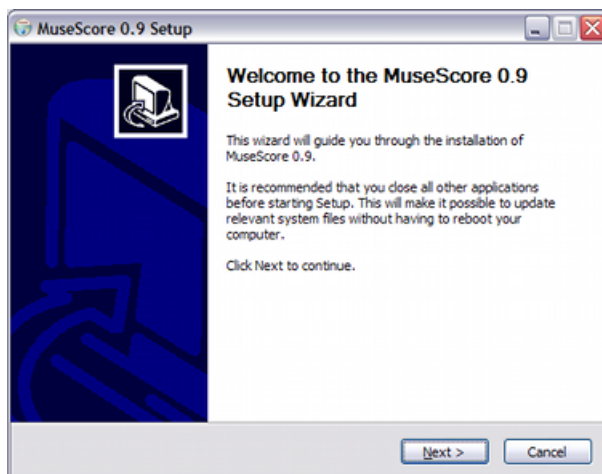 MuseScore 0.9 Setup
Welcome to the MuseScore 0.9
Setup Wizard
This wizard will guide you through the installation of
MuseScore 0.9.
It is recommended that you close all other applications
before starting Setup. This will make it possible to update
relevant system files without having to reboot your
computer.
Click Next to continue.
Next >
Cancel